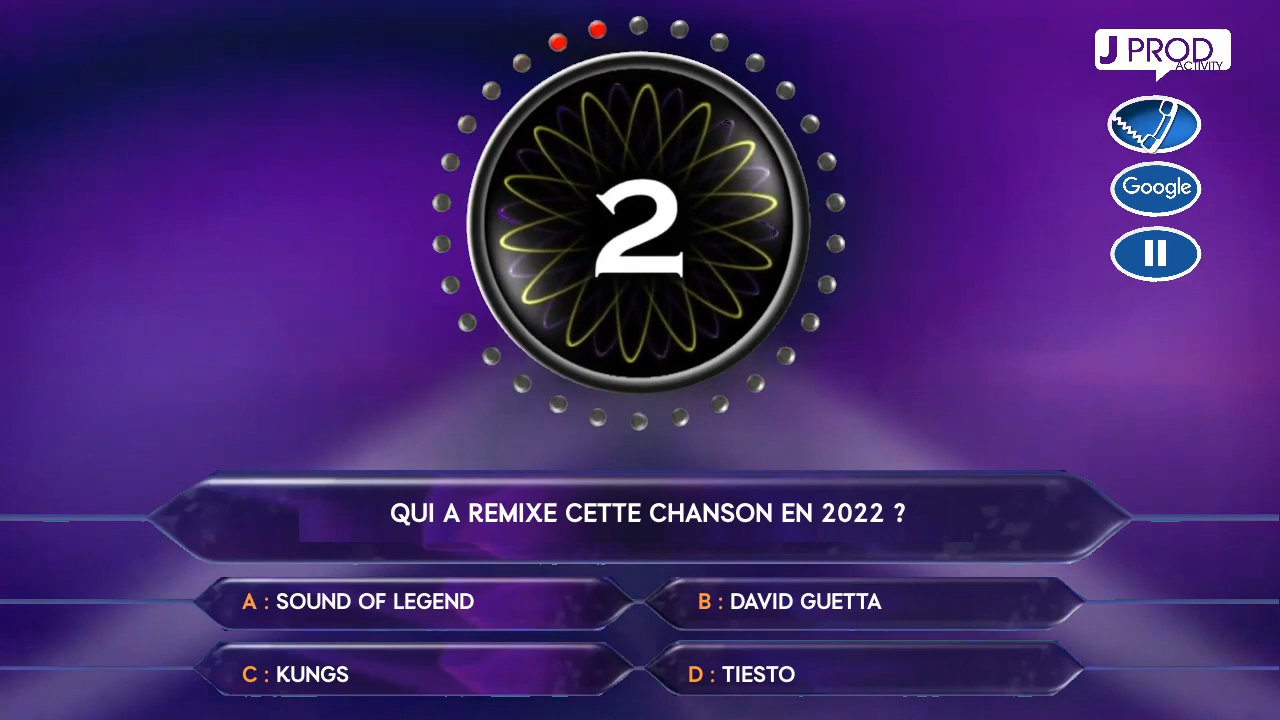 J PROD
ACTIVITY
Google
2
QUI A REMIXE CETTE CHANSON EN 2022 ?
A : SOUND OF LEGEND
B : DAVID GUETTA
C : KUNGS
D : TIESTO